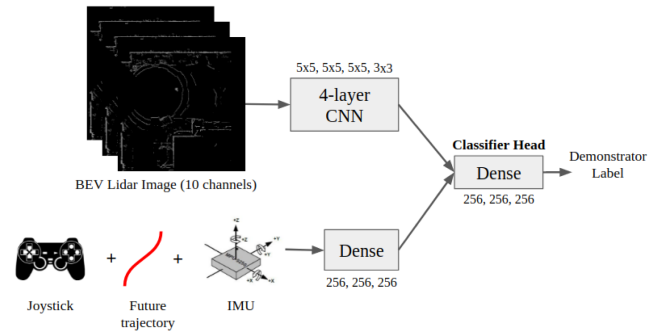 5x5, 5x5, 5x5, 3x3
4-layer
CNN
BEV Lidar Image (10 channels)
Classifier Head
Dense
256, 256, 256
Demonstrator
Label
Dense
256, 256, 256
+
+
Joystick
Future
trajectory
IMU
+Z
+Z
+Y
+Y
+X
+X